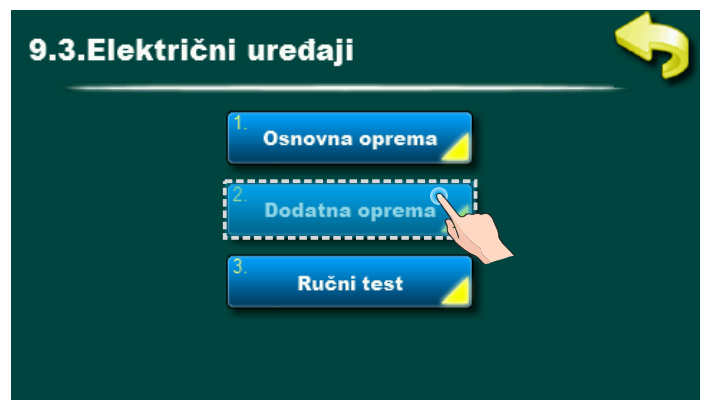 9.3.Električni uređaji
1.
Osnovna oprema
2.
Dodatna oprema
3.
Ručni test